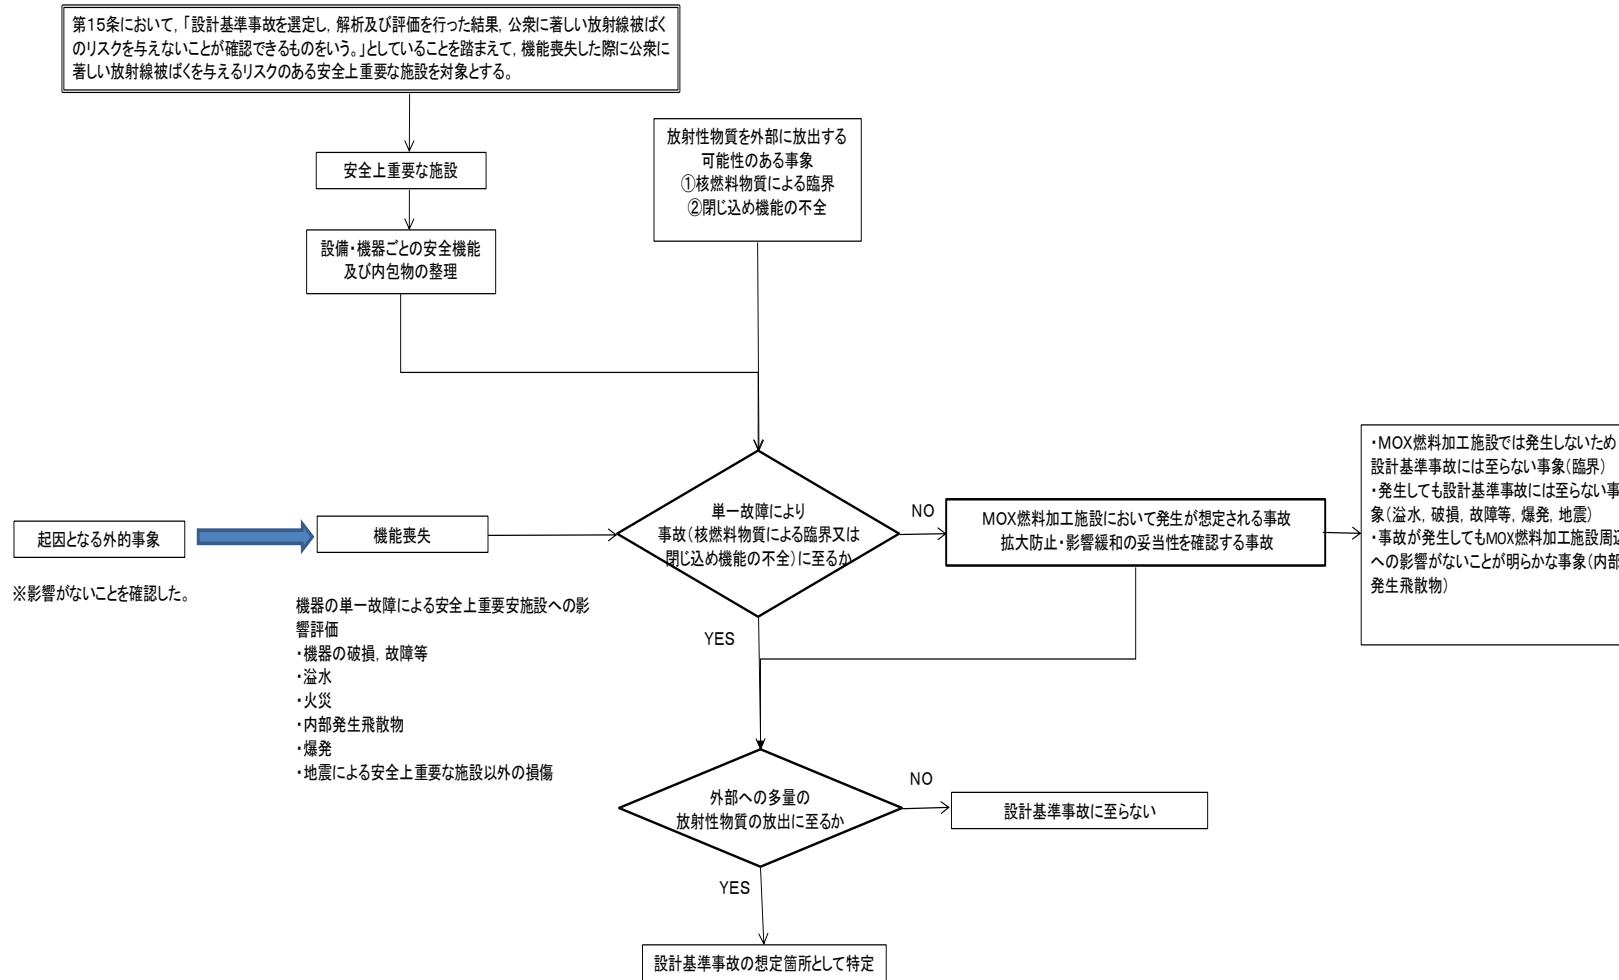 第15条において，「設計基準事故を選定し，解析及び評価を行った結果，公衆に著しい放射線被ばく
のリスクを与えないことが確認できるものをいう。」としていることを踏まえて，機能喪失した際に公衆に
著しい放射線被ばくを与えるリスクのある安全上重要な施設を対象とする。
安全上重要な施設
設備・機器ごとの安全機能
及び内包物の整理
放射性物質を外部に放出する
可能性のある事象
①核燃料物質による臨界
②閉じ込め機能の不全
起因となる外的事象
※影響がないことを確認した。
機能喪失
機器の単一故障による安全上重要安施設への影
響評価
・機器の破損，故障等
・溢水
・火災
・内部発生飛散物
・爆発
・地震による安全上重要な施設以外の損傷
単一故障により
事故（核燃料物質による臨界又は
閉じ込め機能の不全）に至るか
NO
YES
MOX燃料加工施設において発生が想定される事故
拡大防止・影響緩和の妥当性を確認する事故
・MOX燃料加工施設では発生しないため
設計基準事故には至らない事象（臨界）
・発生しても設計基準事故には至らない事
象（溢水，破損，故障等，爆発，地震）
・事故が発生してもMOX燃料加工施設周辺
への影響がないことが明らかな事象（内部
発生飛散物）
外部への多量の
放射性物質の放出に至るか
NO
設計基準事故に至らない
YES
設計基準事故の想定箇所として特定